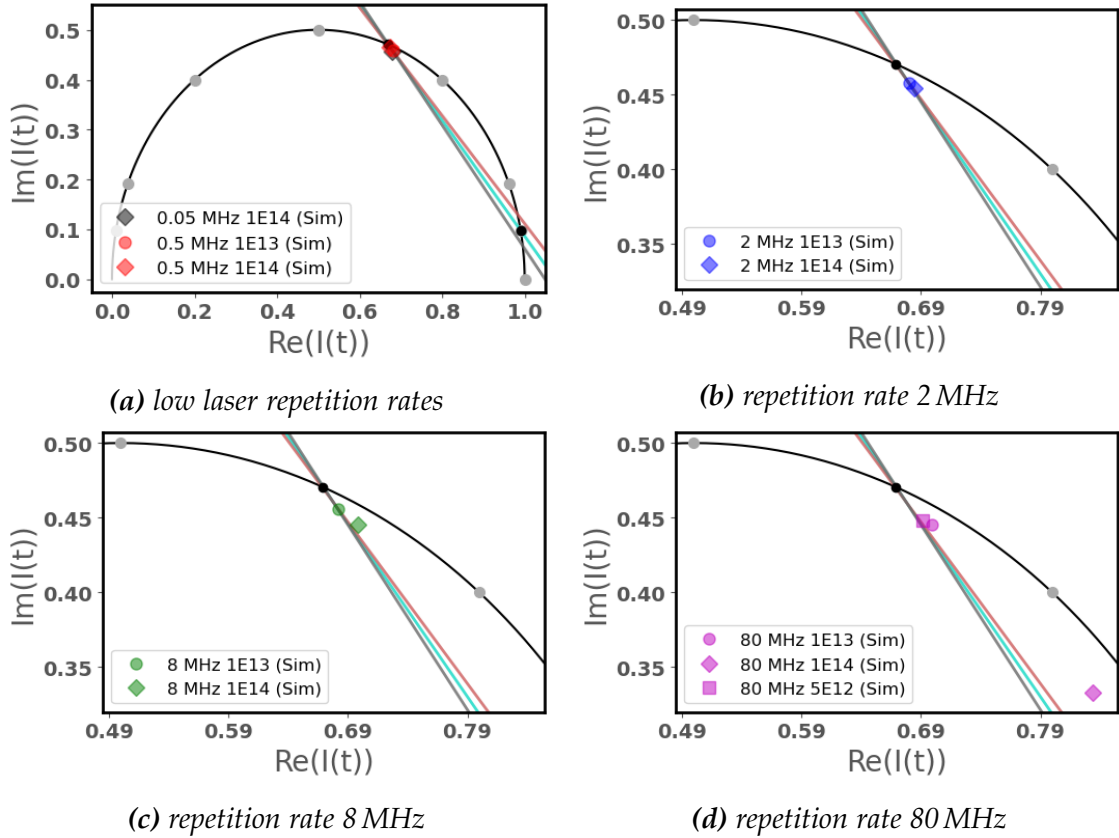 0.5
0.4
0.3
0.2
0.1
0.0
Im(I(t))
0.05 MHz 1E14 (Sim)
0.5 MHz 1E13 (Sim)
0.5 MHz 1E14 (Sim)
0.0 0.2 0.4 0.6 0.8 1.0
Re(I(t))
(a) low laser repetition rates
0.50
0.45
0.40
0.35
Im(I(t))
2 MHz 1E13 (Sim)
2 MHz 1E14 (Sim)
0.49 0.59 0.69 0.79
Re(I(t))
(b) repetition rate 2 MHz
0.50
0.45
0.40
0.35
Im(I(t))
8 MHz 1E13 (Sim)
8 MHz 1E14 (Sim)
0.49 0.59 0.69 0.79
Re(I(t))
(c) repetition rate 8 MHz
0.50
0.45
0.40
0.35
Im(I(t))
80 MHz 1E13 (Sim)
80 MHz 1E14 (Sim)
80 MHz 5E12 (Sim)
0.49 0.59 0.69 0.79
Re(I(t))
(d) repetition rate 80 MHz